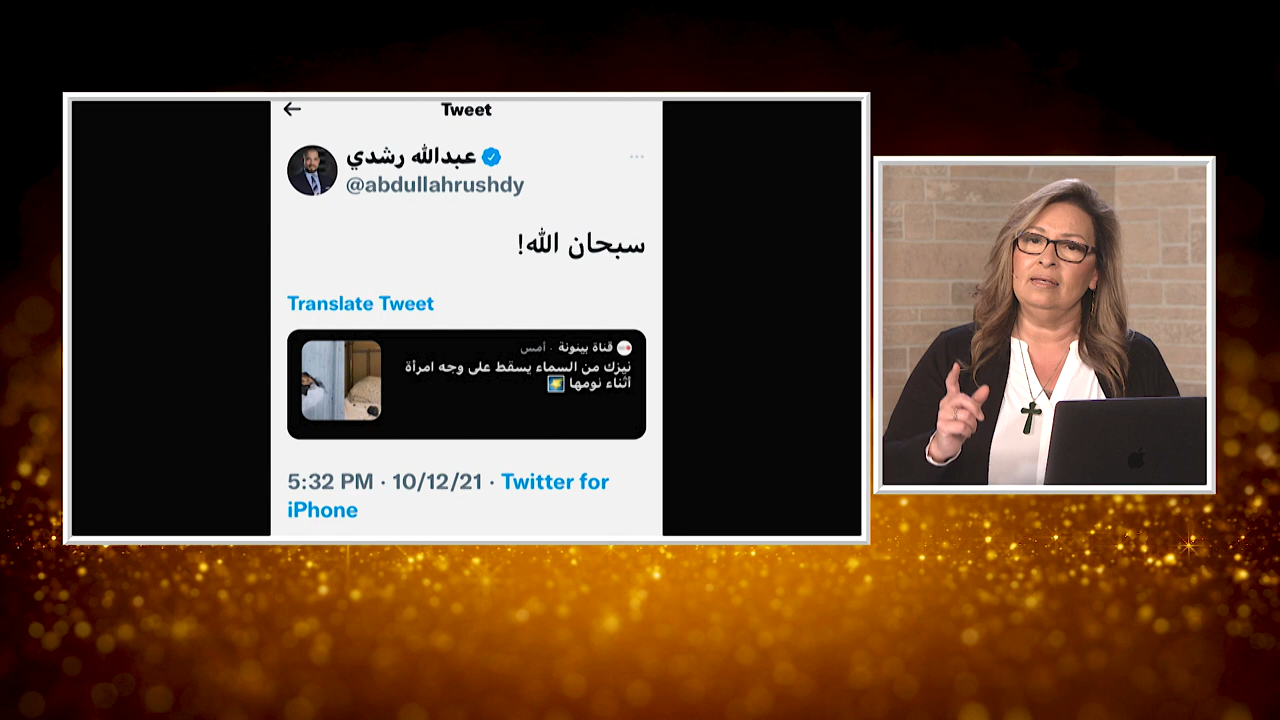 Tweet
عبدالله رشدي
@abdullahrushdy
سبحان الله!
Translate Tweet
قناة بينونة · أمس
نيزك من السماء يسقط على وجه امرأة
أثناء نومها
5:32 PM · 10/12/21 · Twitter for
iPhone